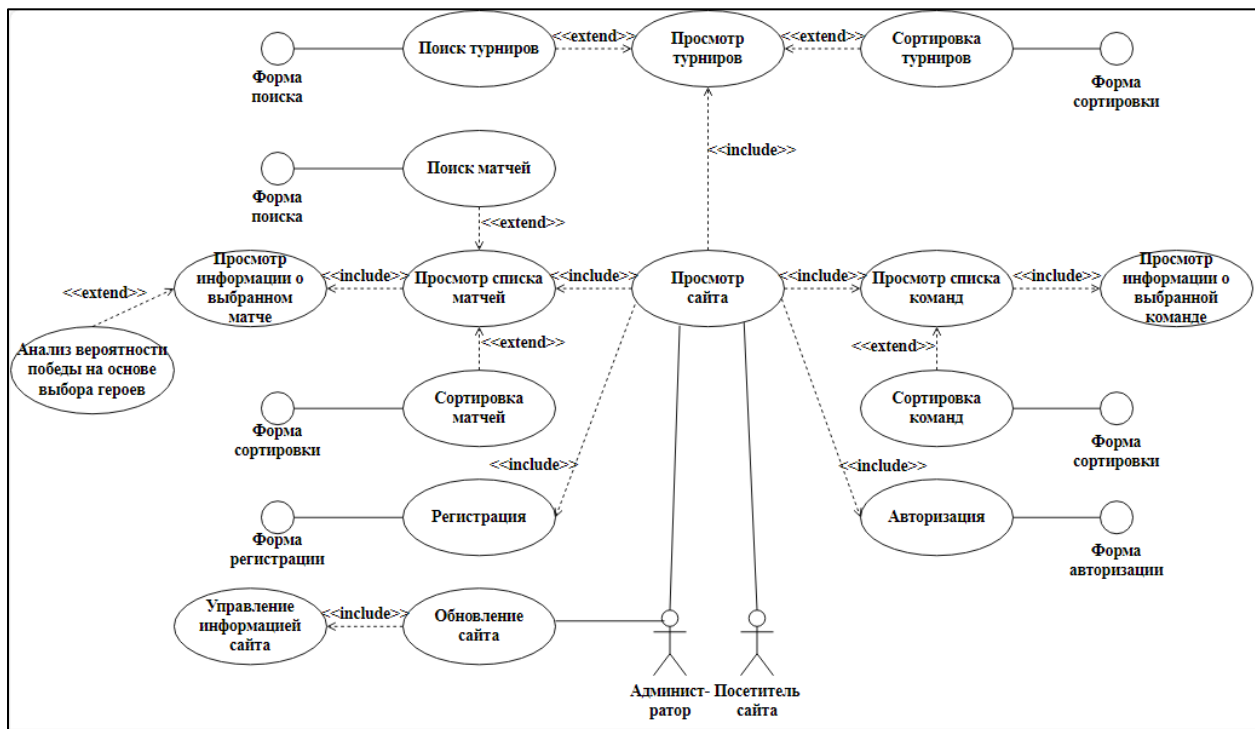 <<extend>>
<<extend>>
Поиск турниров
Просмотр
турниров
Сортировка
турниров
Форма
поиска
Форма
сортировки
<<include>>
Поиск матчей
Форма
поиска
<<extend>>
Просмотр
информации о
выбранном
матче
<<include>>
Просмотр списка
матчей
<<include>>
Просмотр
сайта
<<include>>
Просмотр списка
команд
<<include>>
Просмотр
информации о
выбранной
команде
<<extend>>
Анализ вероятности
победы на основе
выбора героев
<<extend>>
<<extend>>
Сортировка
матчей
Сортировка
команд
Форма
сортировки
Форма
сортировки
<<include>>
<<include>>
Регистрация
Авторизация
Форма
регистрации
Форма
авторизации
Управление
информацией
сайта
<<include>>
Обновление
сайта
Админист-
ратор
Посетитель
сайта